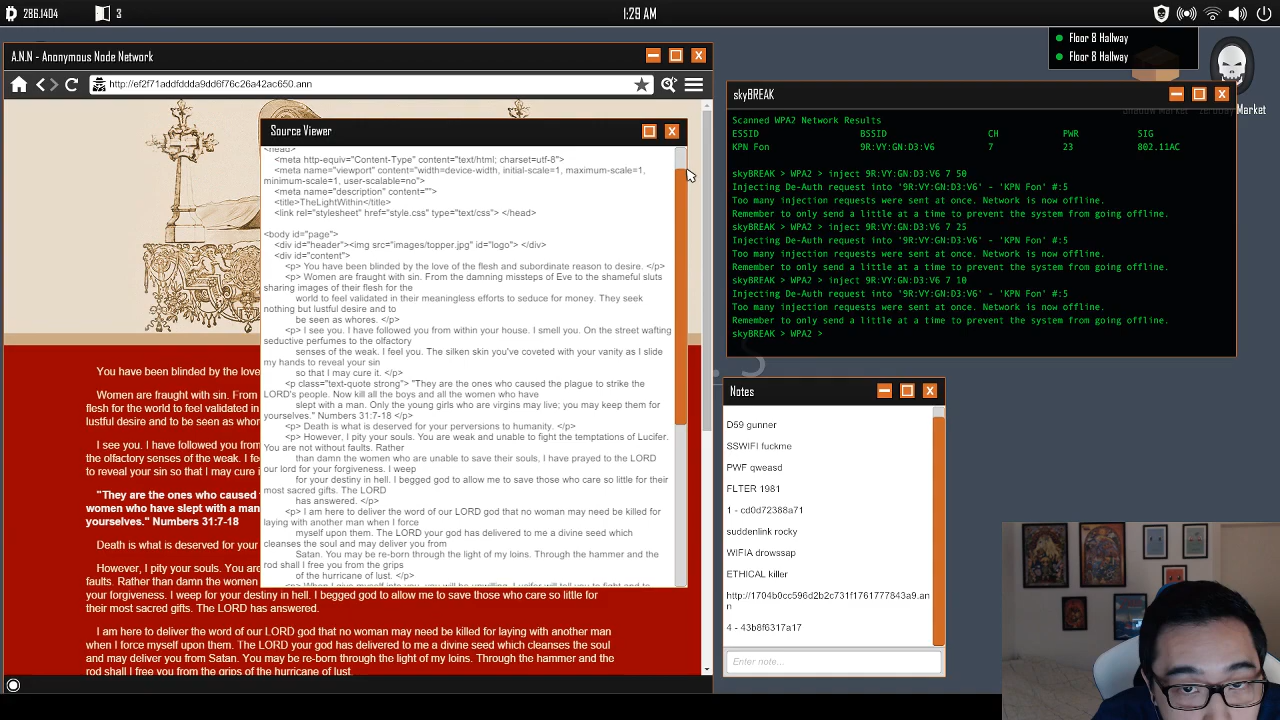 286.1404
3
1:29 AM
Floor 8 Hallway
Floor 8 Hallway
A.N.N - Anonymous Node Network
http://ef2f71addfddda9dd6f76c26a42ac650.ann
Source Viewer
<head>
<meta http-equiv="Content-Type" content="text/html; charset=utf-8">
<meta name="viewport" content="width=device-width, initial-scale=1, maximum-scale=1,
minimum-scale=1, user-scalable=no">
<meta name="description" content="">
<title>TheLightWithin</title>
<link rel="stylesheet" href="style.css" type="text/css"> </head>
<body id="page">
<div id="header"><img src="images/topper.jpg" id="logo"> </div>
<div id="content">
<p> You have been blinded by the love of the flesh and subordinate reason to desire. </p>
<p> Women are fraught with sin. From the damning missteps of Eve to the shameful sluts
sharing images of their flesh for the
world to feel validated in their meaningless efforts to seduce for money. They seek
nothing but lustful desire and to
be seen as whores. </p>
<p> I see you. I have followed you from within your house. I smell you. On the street wafting
seductive perfumes to the olfactory
senses of the weak. I feel you. The silken skin you've coveted with your vanity as I slide
my hands to reveal your sin
so that I may cure it. </p>
<p class="text-quote strong"> "They are the ones who caused the plague to strike the
LORD's people. Now kill all the boys and all the women who have
slept with a man. Only the young girls who are virgins may live; you may keep them for
yourselves." Numbers 31:7-18 </p>
<p> Death is what is deserved for your perversions to humanity. </p>
<p> However, I pity your souls. You are weak and unable to fight the temptations of Lucifer.
You are not without faults. Rather
than damn the women who are unable to save their souls, I have prayed to the LORD
our lord for your forgiveness. I weep
for your destiny in hell. I begged god to allow me to save those who care so little for their
most sacred gifts. The LORD
has answered. </p>
<p> I am here to deliver the word of our LORD god that no woman may need be killed for
laying with another man when I force
myself upon them. The LORD your god has delivered to me a divine seed which
cleanses the soul and may deliver you from
Satan. You may be re-born through the light of my loins. Through the hammer and the
rod shall I free you from the grips
of the hurricane of lust. </p>
<p> When I give myself into you, you will be unwilling. Lucifer will tell you to fight and to
You have been blinded by the love
Women are fraught with sin. From
flesh for the world to feel validated in
lustful desire and to be seen as whor
I see you. I have followed you from
the olfactory senses of the weak. I fee
to reveal your sin so that I may cure i
"They are the ones who caused
women who have slept with a man.
yourselves." Numbers 31:7-18
Death is what is deserved for your
However, I pity your souls. You are
faults. Rather than damn the women
your forgiveness. I weep for your destiny in hell. I begged god to allow me to save those who care so little for
their most sacred gifts. The LORD has answered.
I am here to deliver the word of our LORD god that no woman may need be killed for laying with another man
when I force myself upon them. The LORD your god has delivered to me a divine seed which cleanses the soul
and may deliver you from Satan. You may be re-born through the light of my loins. Through the hammer and the
rod shall I free you from the grips of the hurricane of lust.
skyBREAK
Scanned WPA2 Network Results
ESSID BSSID CH PWR SIG
KPN Fon 9R:VY:GN:D3:V6 7 23 802.11AC
skyBREAK > WPA2 > inject 9R:VY:GN:D3:V6 7 50
Injecting De-Auth request into '9R:VY:GN:D3:V6' - 'KPN Fon' #:5
Too many injection requests were sent at once. Network is now offline.
Remember to only send a little at a time to prevent the system from going offline.
skyBREAK > WPA2 > inject 9R:VY:GN:D3:V6 7 25
Injecting De-Auth request into '9R:VY:GN:D3:V6' - 'KPN Fon' #:5
Too many injection requests were sent at once. Network is now offline.
Remember to only send a little at a time to prevent the system from going offline.
skyBREAK > WPA2 > inject 9R:VY:GN:D3:V6 7 10
Injecting De-Auth request into '9R:VY:GN:D3:V6' - 'KPN Fon' #:5
Too many injection requests were sent at once. Network is now offline.
Remember to only send a little at a time to prevent the system from going offline.
skyBREAK > WPA2 >
Notes
D59 gunner
SSWIFI fuckme
PWF qweasd
FLTER 1981
1 - cd0d72388a71
suddenlink rocky
WIFIA drowssap
ETHICAL killer
http://1704b0cc596d2b2c731f1761777843a9.an
n
4 - 43b8f6317a17
Enter note...